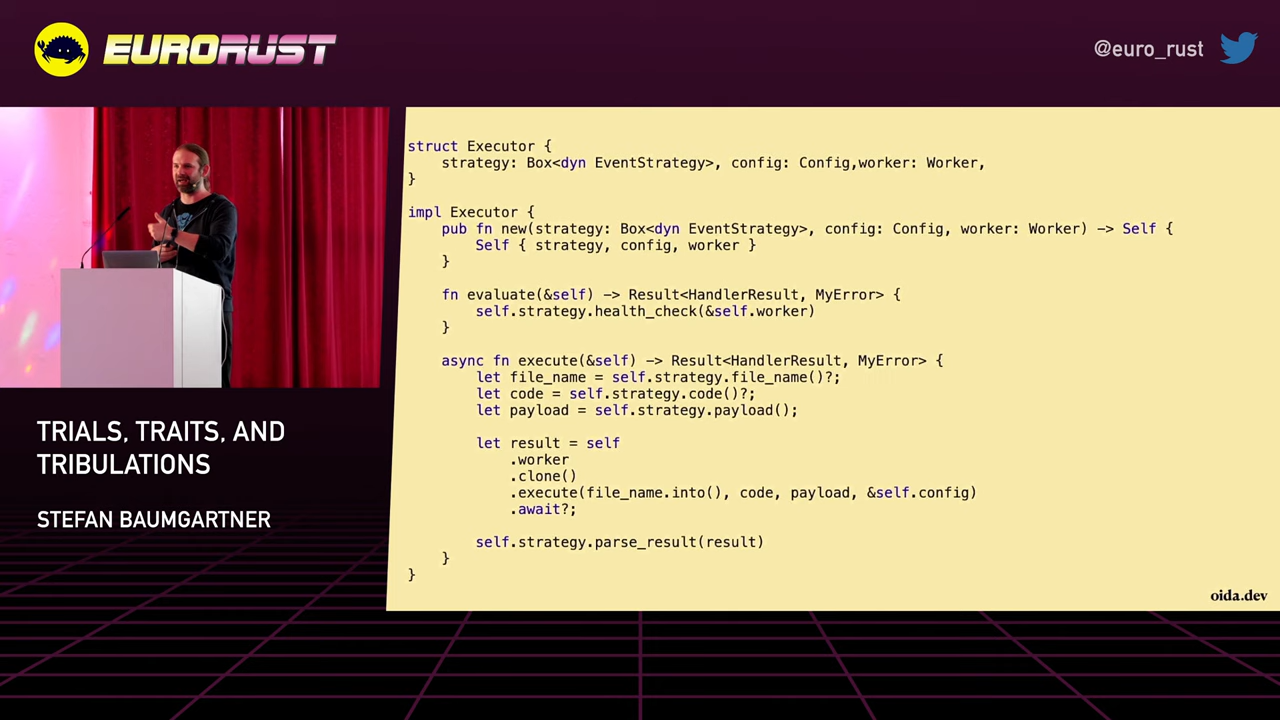 EURORUST
@euro_rust
struct Executor {
    strategy: Box<dyn EventStrategy>, config: Config,worker: Worker,
}
impl Executor {
    pub fn new(strategy: Box<dyn EventStrategy>, config: Config, worker: Worker) -> Self {
        Self { strategy, config, worker }
    }
    fn evaluate(&self) -> Result<HandlerResult, MyError> {
        self.strategy.health_check(&self.worker)
    }
    async fn execute(&self) -> Result<HandlerResult, MyError> {
        let file_name = self.strategy.file_name()?;
        let code = self.strategy.code()?;
        let payload = self.strategy.payload();
        let result = self
            .worker
            .clone()
            .execute(file_name.into(), code, payload, &self.config)
            .await?;
        self.strategy.parse_result(result)
    }
}
oida.dev
TRIALS, TRAITS, AND
TRIBULATIONS
STEFAN BAUMGARTNER